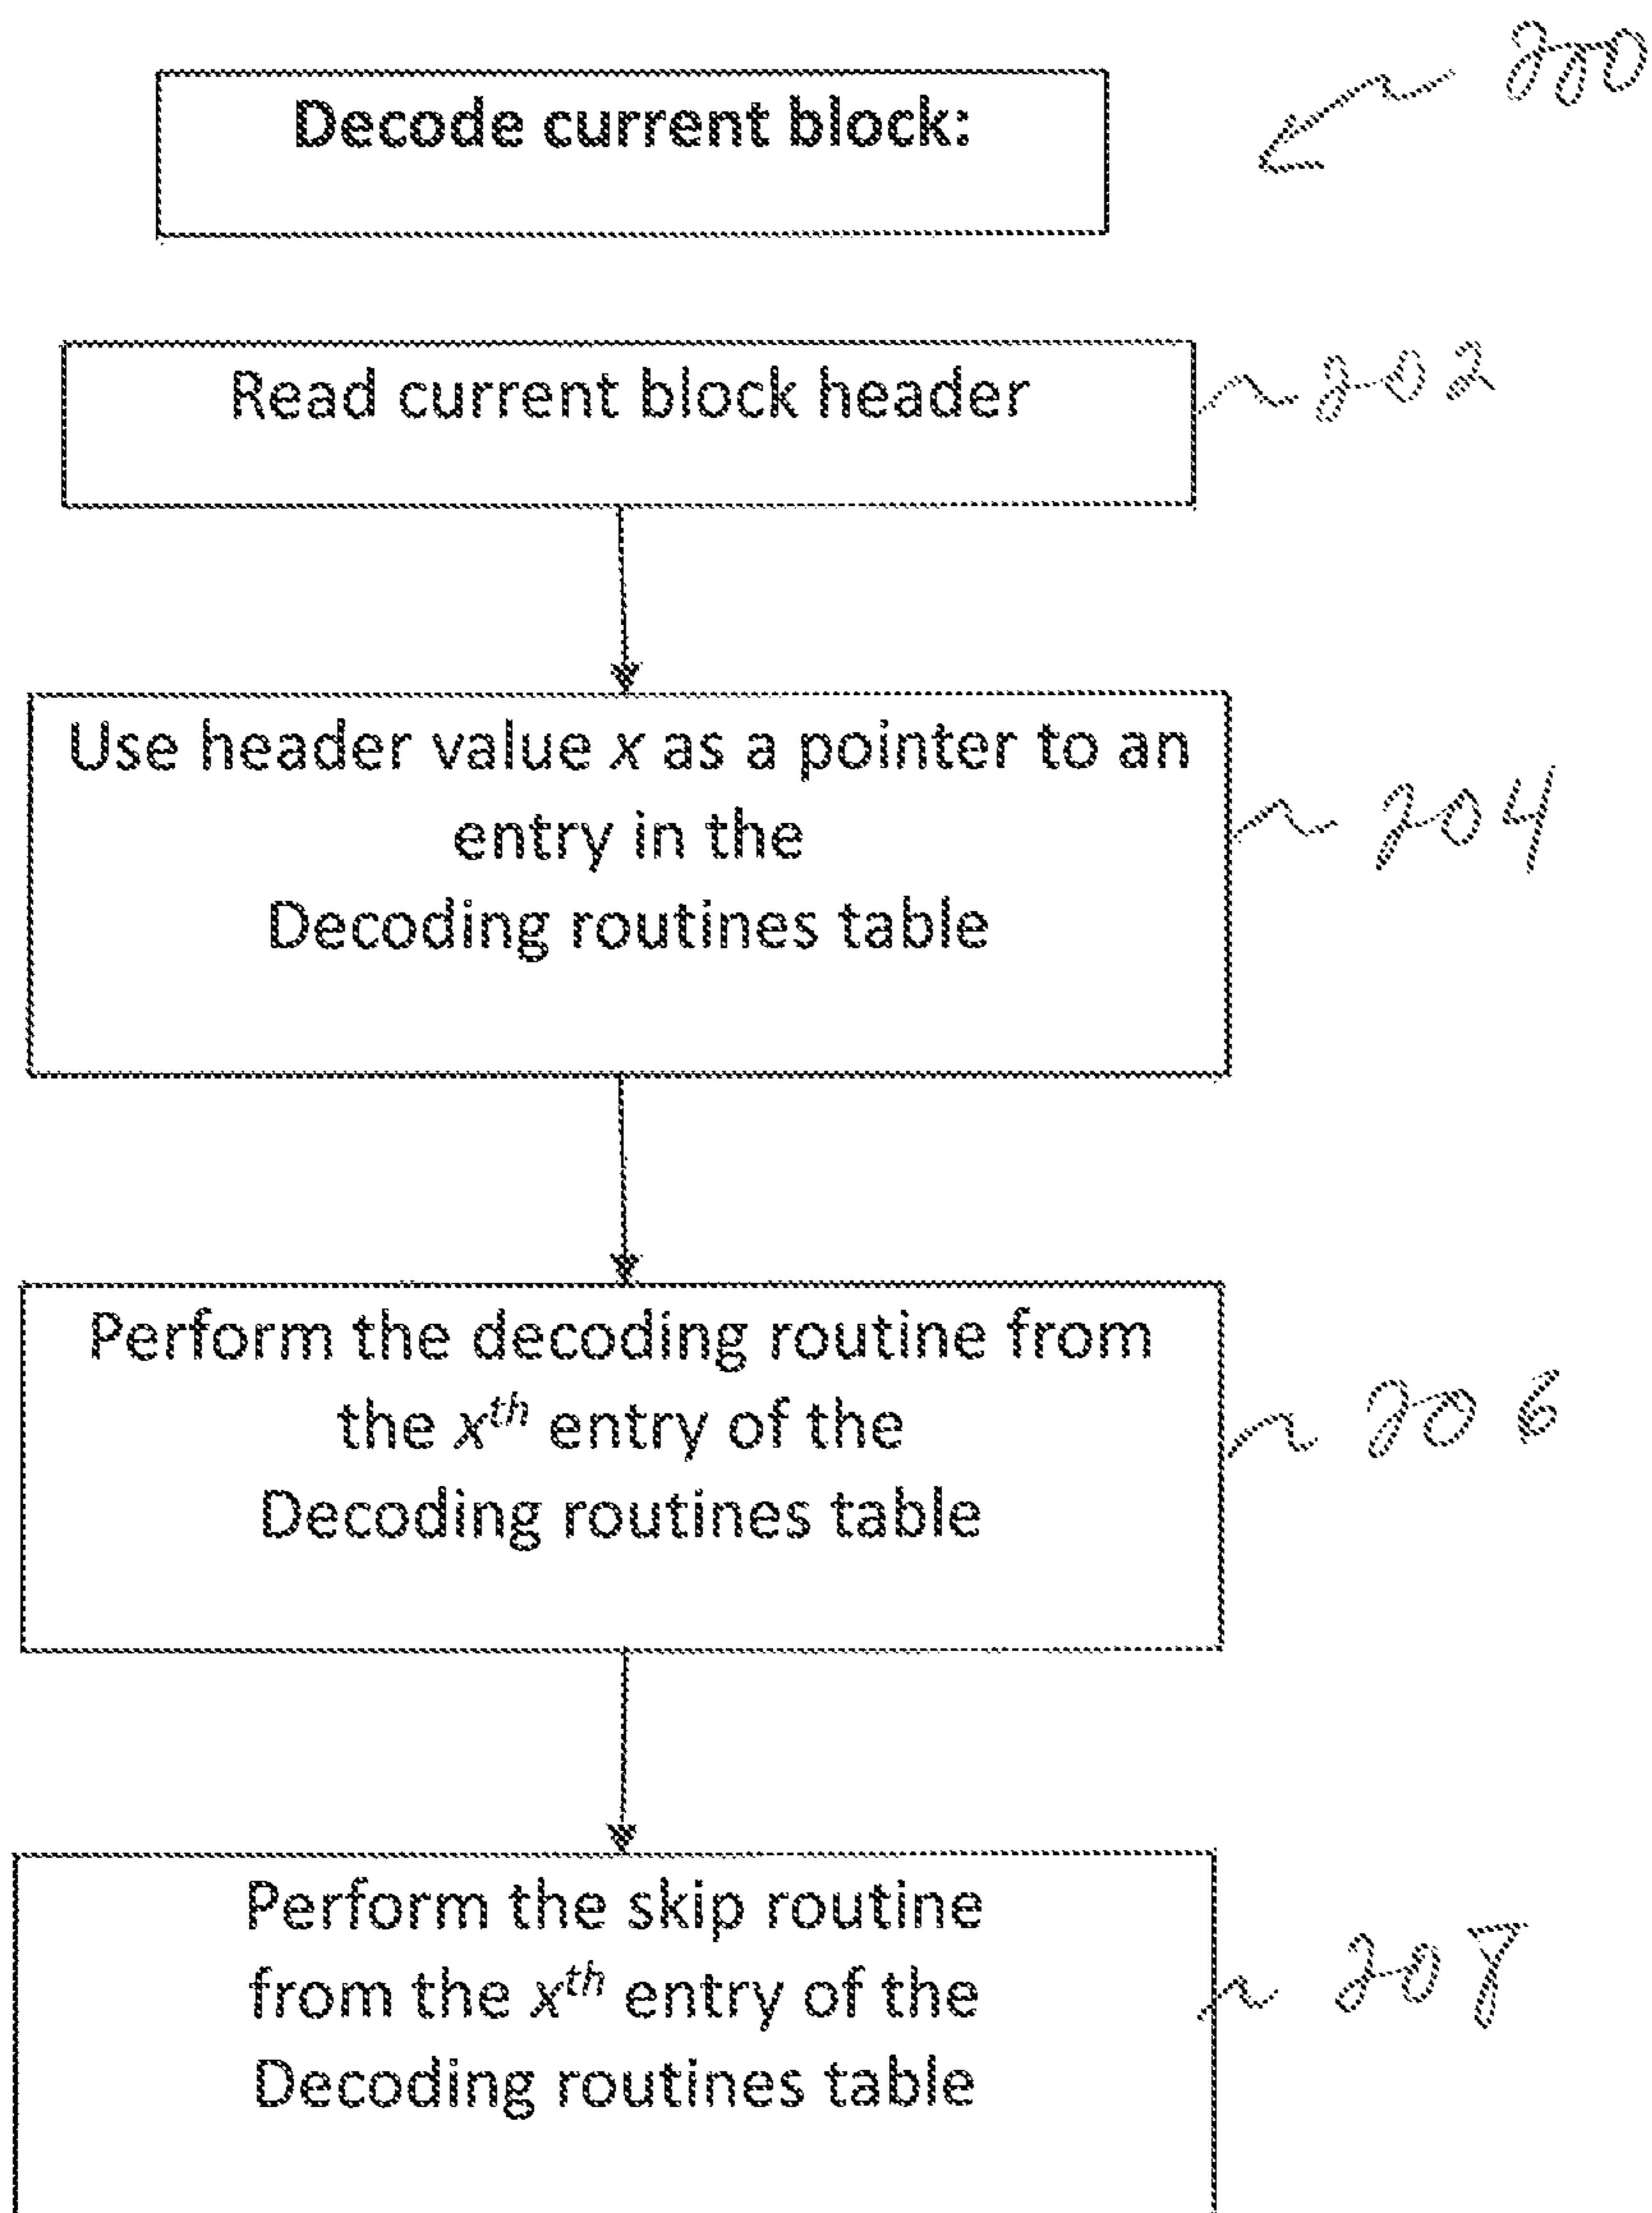 Decode current block:
200
Read current block header
202
Use header value x as a pointer to an
entry in the
Decoding routines table
204
Perform the decoding routine from
the xth entry of the
Decoding routines table
206
Perform the skip routine
from the xth entry of the
Decoding routines table
208